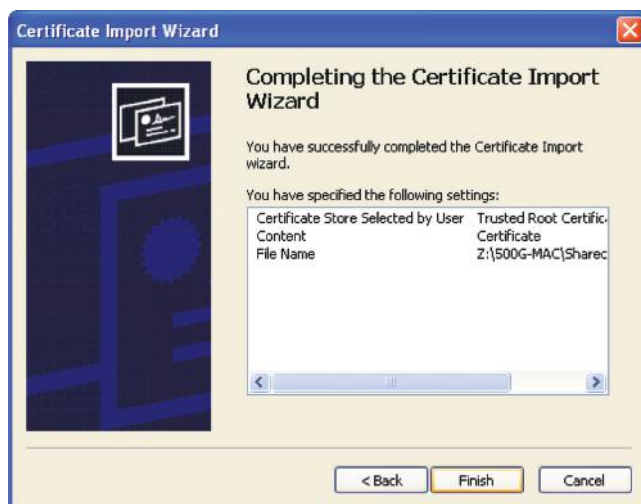 Certificate Import Wizard
Completing the Certificate Import
Wizard
You have successfully completed the Certificate Import
wizard.
You have specified the following settings:
Certificate Store Selected by User Trusted Root Certific
Content Certificate
File Name Z:\500G-MAC\Sharec
< Back Finish Cancel